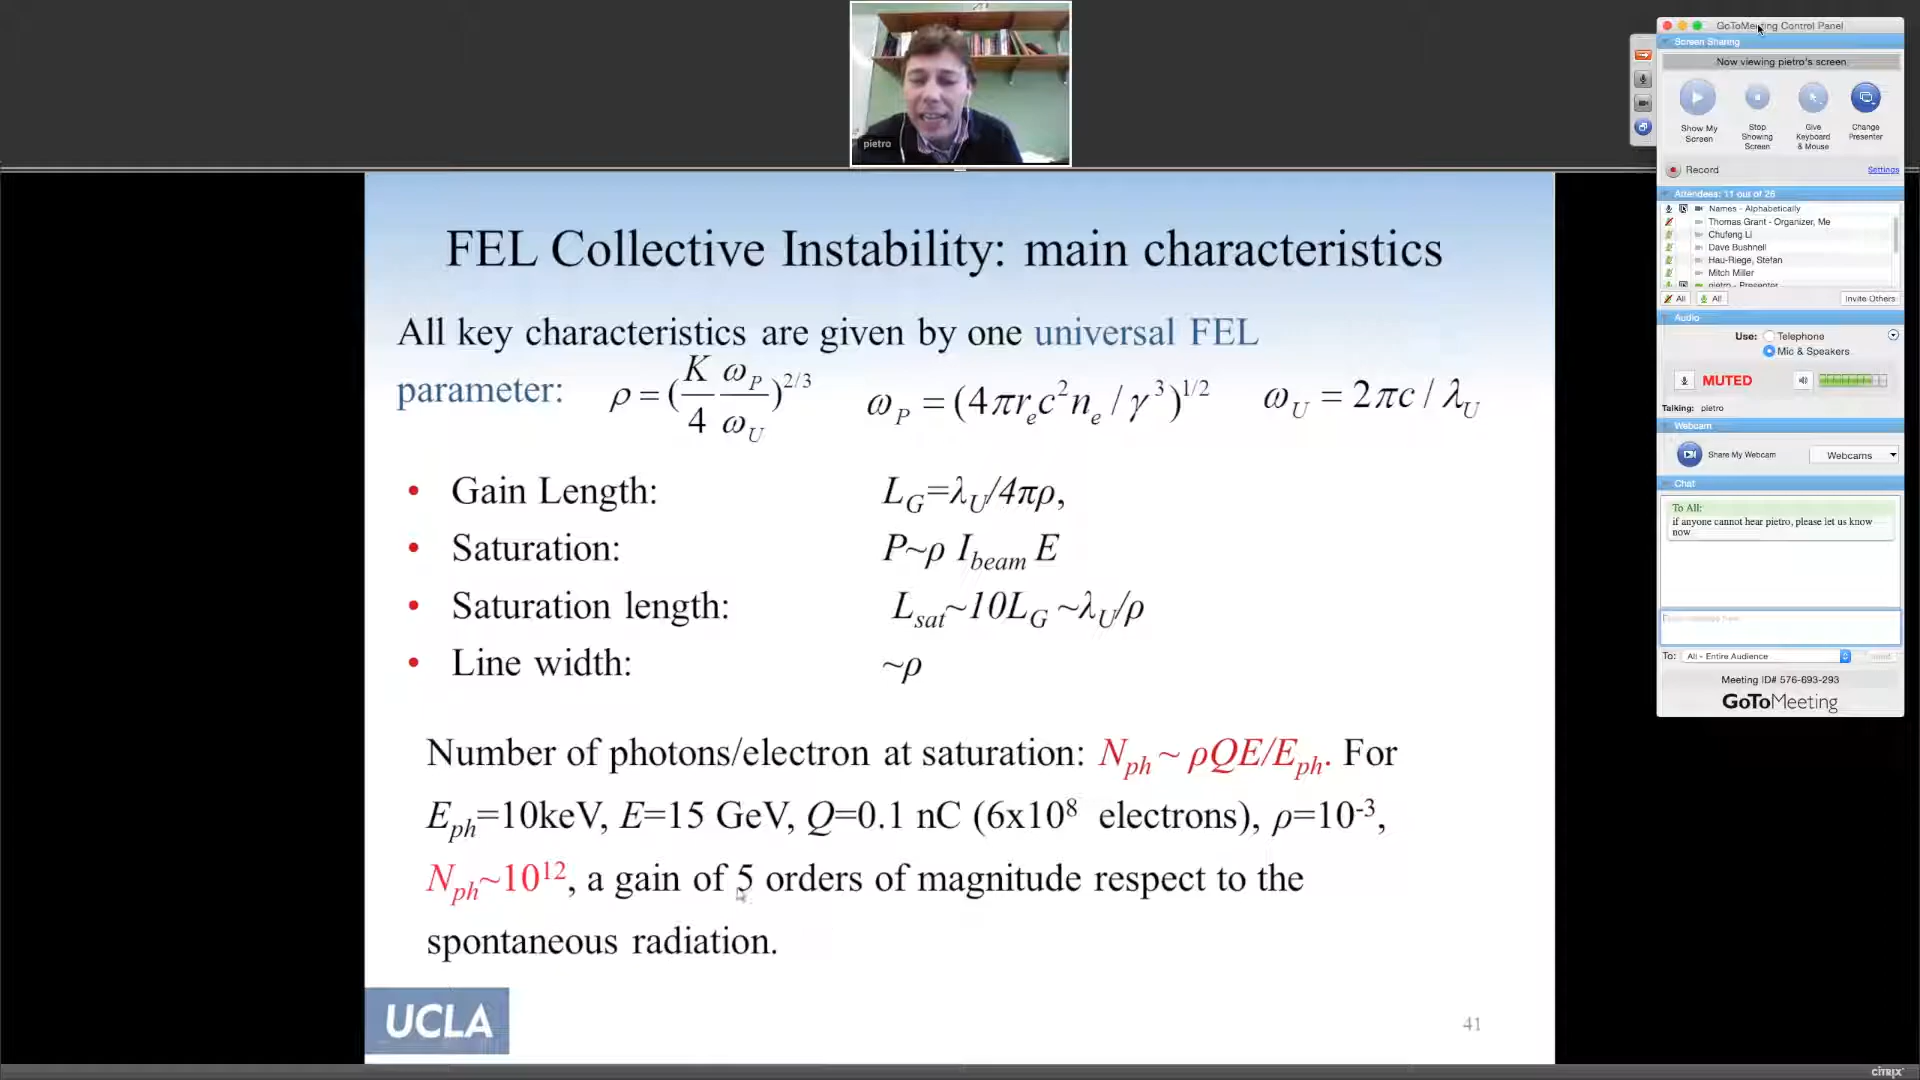 pietro
FEL Collective Instability: main characteristics
All key characteristics are given by one universal FEL
parameter: ρ = (K/4 ω_P/ω_U)^2/3 ω_P = (4πr_e c²n_e / γ³)^1/2 ω_U = 2πc / λ_U
• Gain Length: L_G=λ_U/4πρ,
• Saturation: P~ρ I_beam E
• Saturation length: L_sat~10L_G ~λ_U/ρ
• Line width: ~ρ
Number of photons/electron at saturation: N_ph ~ ρQE/E_ph. For
E_ph=10keV, E=15 GeV, Q=0.1 nC (6x10⁸ electrons), ρ=10⁻³,
N_ph~10¹², a gain of 5 orders of magnitude respect to the
spontaneous radiation.
UCLA
41
GoToMeeting Control Panel
Screen Sharing
Now viewing pietro's screen
Show My
Screen
Stop
Showing
Screen
Give
Keyboard
& Mouse
Change
Presenter
Record
Settings
Attendees: 11 out of 26
Names - Alphabetically
Thomas Grant - Organizer, Me
Chufeng Li
Dave Bushnell
Hau-Riege, Stefan
Mitch Miller
pietro - Presenter
All All
Invite Others
Audio
Use: Telephone
Mic & Speakers
MUTED
Talking: pietro
Webcam
Share My Webcam
Webcams
Chat
To All:
if anyone cannot hear pietro, please let us know
now
To: All - Entire Audience
Meeting ID# 576-693-293
GoToMeeting
CİTRIX